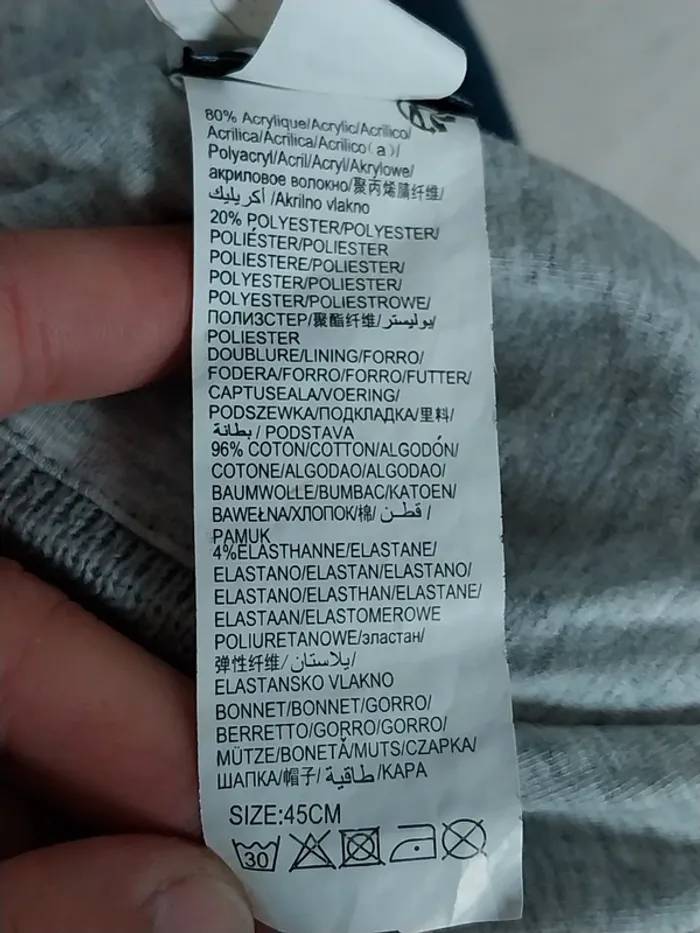 80% Acrylique/Acrylic/Acrilico/
Acrilica/Acrilica/Acrilico(a)/
Polyacryl/Acril/Acryl/Akrylowe/
акриловое волокно/聚丙烯腈纤维/
أكريليك /Akrilno vlakno
20% POLYESTER/POLYESTER/
POLIÉSTER/POLIESTER
POLIESTERE/POLIESTER/
POLYESTER/POLIESTER/
POLYESTER/POLIESTROWE/
ПОЛИЗСТЕР/聚酯纤维/بوليستر/
POLIESTER
DOUBLURE/LINING/FORRO/
FODERA/FORRO/FORRO/FUTTER/
CAPTUSEALA/VOERING/
PODSZEWKA/ПОДКЛАДКА/里料/
بطانة / PODSTAVA
96% COTON/COTTON/ALGODÓN/
COTONE/ALGODAO/ALGODAO/
BAUMWOLLE/BUMBAC/KATOEN/
BAWEŁNA/ХЛОПОК/棉/ قطن /
PAMUK
4%ELASTHANNE/ELASTANE/
ELASTANO/ELASTAN/ELASTANO/
ELASTANO/ELASTHAN/ELASTANE/
ELASTAAN/ELASTOMEROWE
POLIURETANOWE/эластан/
弹性纤维/يلاستان/
ELASTANSKO VLAKNO
BONNET/BONNET/GORRO/
BERRETTO/GORRO/GORRO/
MÜTZE/BONETĂ/MUTS/CZAPKA/
ШАПКА/帽子/ طاقية /KAPA
SIZE:45CM
30